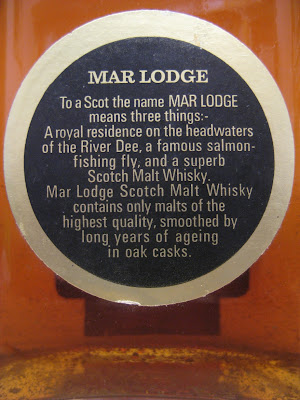 MAR LODGE
To a Scot the name MAR LODGE
means three things:-
A royal residence on the headwaters
of the River Dee, a famous salmon-
fishing fly, and a superb
Scotch Malt Whisky.
Mar Lodge Scotch Malt Whisky
contains only malts of the
highest quality, smoothed by
long years of ageing
in oak casks.